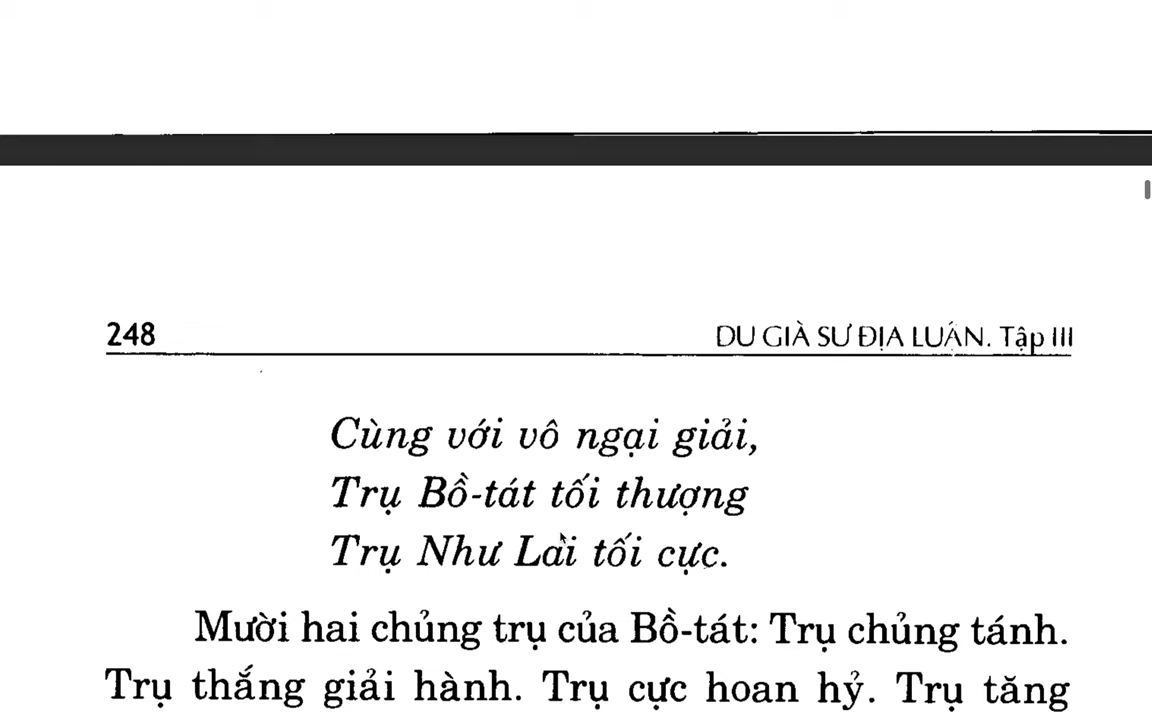 248 DU GIÀ SƯ ĐỊA LUẬN. Tập III
Cùng với vô ngại giải,
Trụ Bồ-tát tối thượng
Trụ Như Lai tối cực.
Mười hai chủng trụ của Bồ-tát: Trụ chủng tánh.
Trụ thắng giải hành. Trụ cực hoan hỷ. Trụ tăng